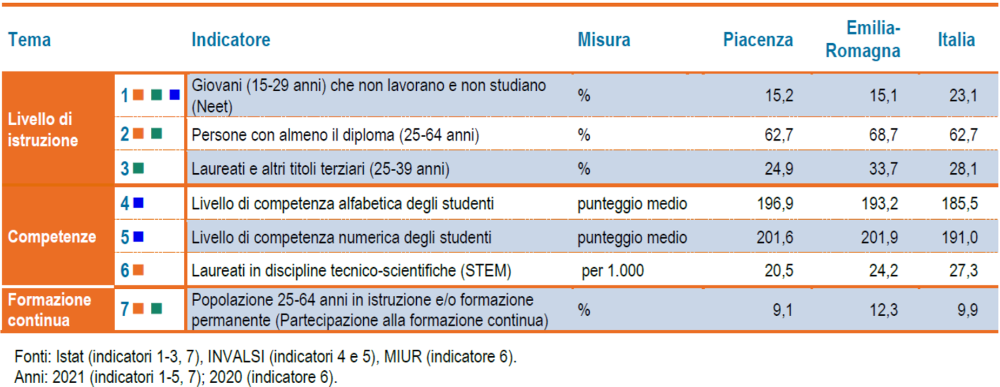 Tema Indicatore Misura Piacenza Emilia-Romagna Italia
Livello di istruzione
1 Giovani (15-29 anni) che non lavorano e non studiano (Neet) % 15,2 15,1 23,1
2 Persone con almeno il diploma (25-64 anni) % 62,7 68,7 62,7
3 Laureati e altri titoli terziari (25-39 anni) % 24,9 33,7 28,1
Competenze
4 Livello di competenza alfabetica degli studenti punteggio medio 196,9 193,2 185,5
5 Livello di competenza numerica degli studenti punteggio medio 201,6 201,9 191,0
6 Laureati in discipline tecnico-scientifiche (STEM) per 1.000 20,5 24,2 27,3
Formazione continua
7 Popolazione 25-64 anni in istruzione e/o formazione permanente (Partecipazione alla formazione continua) % 9,1 12,3 9,9
Fonti: Istat (indicatori 1-3, 7), INVALSI (indicatori 4 e 5), MIUR (indicatore 6).
Anni: 2021 (indicatori 1-5, 7); 2020 (indicatore 6).